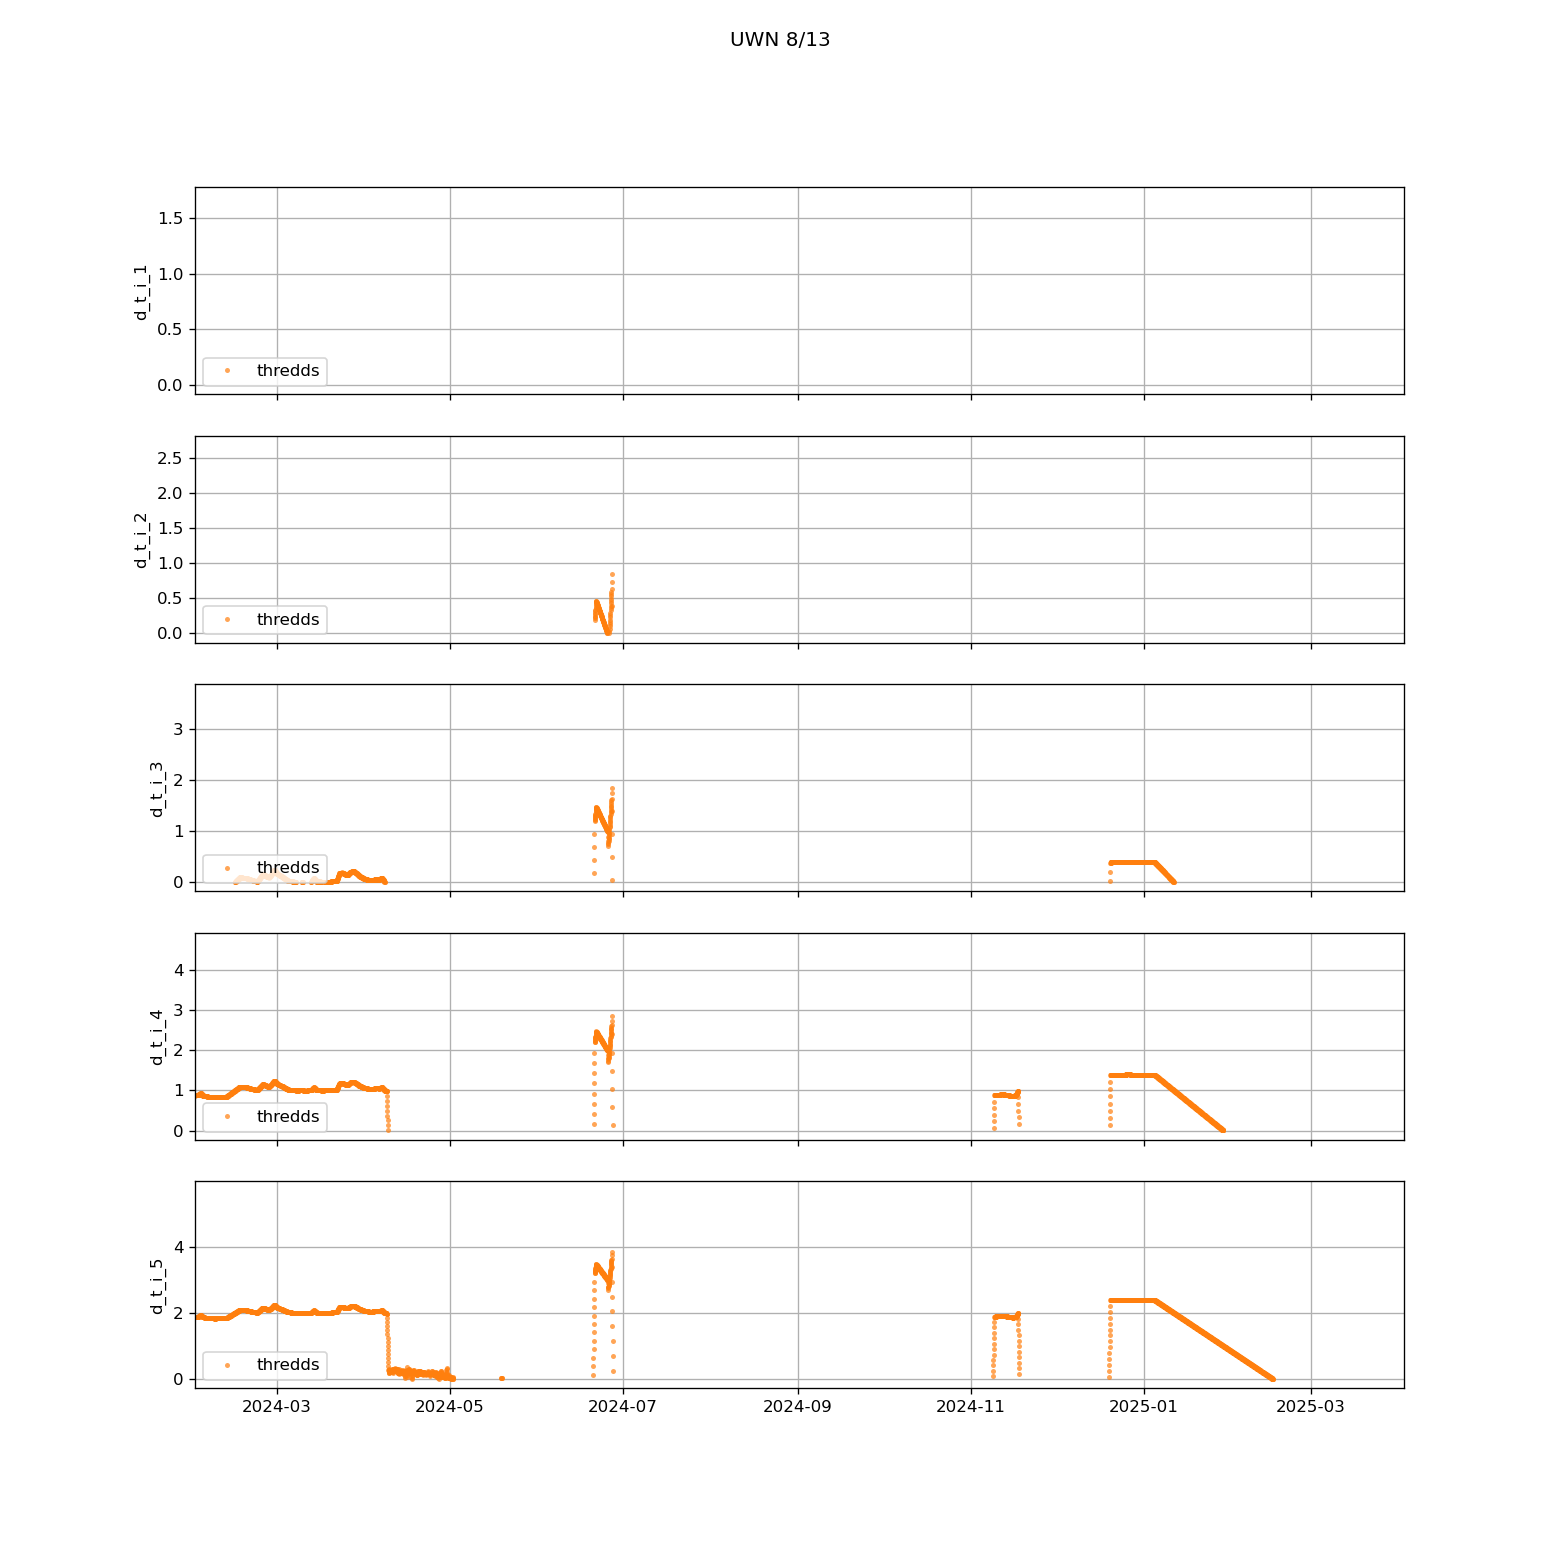 UWN 8/13
1.5
1.0
0.5
0.0
d_t_i_1
thredds
2.5
2.0
1.5
1.0
0.5
0.0
d_t_i_2
thredds
3
2
1
0
d_t_i_3
thredds
4
3
2
1
0
d_t_i_4
thredds
4
2
0
d_t_i_5
thredds
2024-03 2024-05 2024-07 2024-09 2024-11 2025-01 2025-03